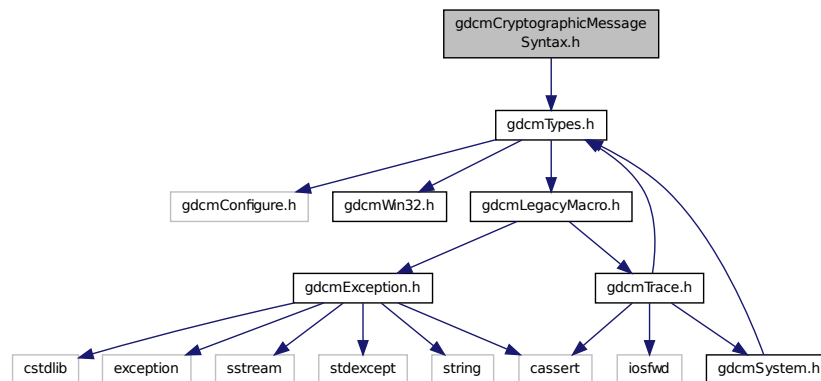 gdcmCryptographicMessage
Syntax.h
gdcmTypes.h
gdcmConfigure.h
gdcmWin32.h
gdcmLegacyMacro.h
gdcmException.h
gdcmTrace.h
cstdlib
exception
sstream
stdexcept
string
cassert
iosfwd
gdcmSystem.h